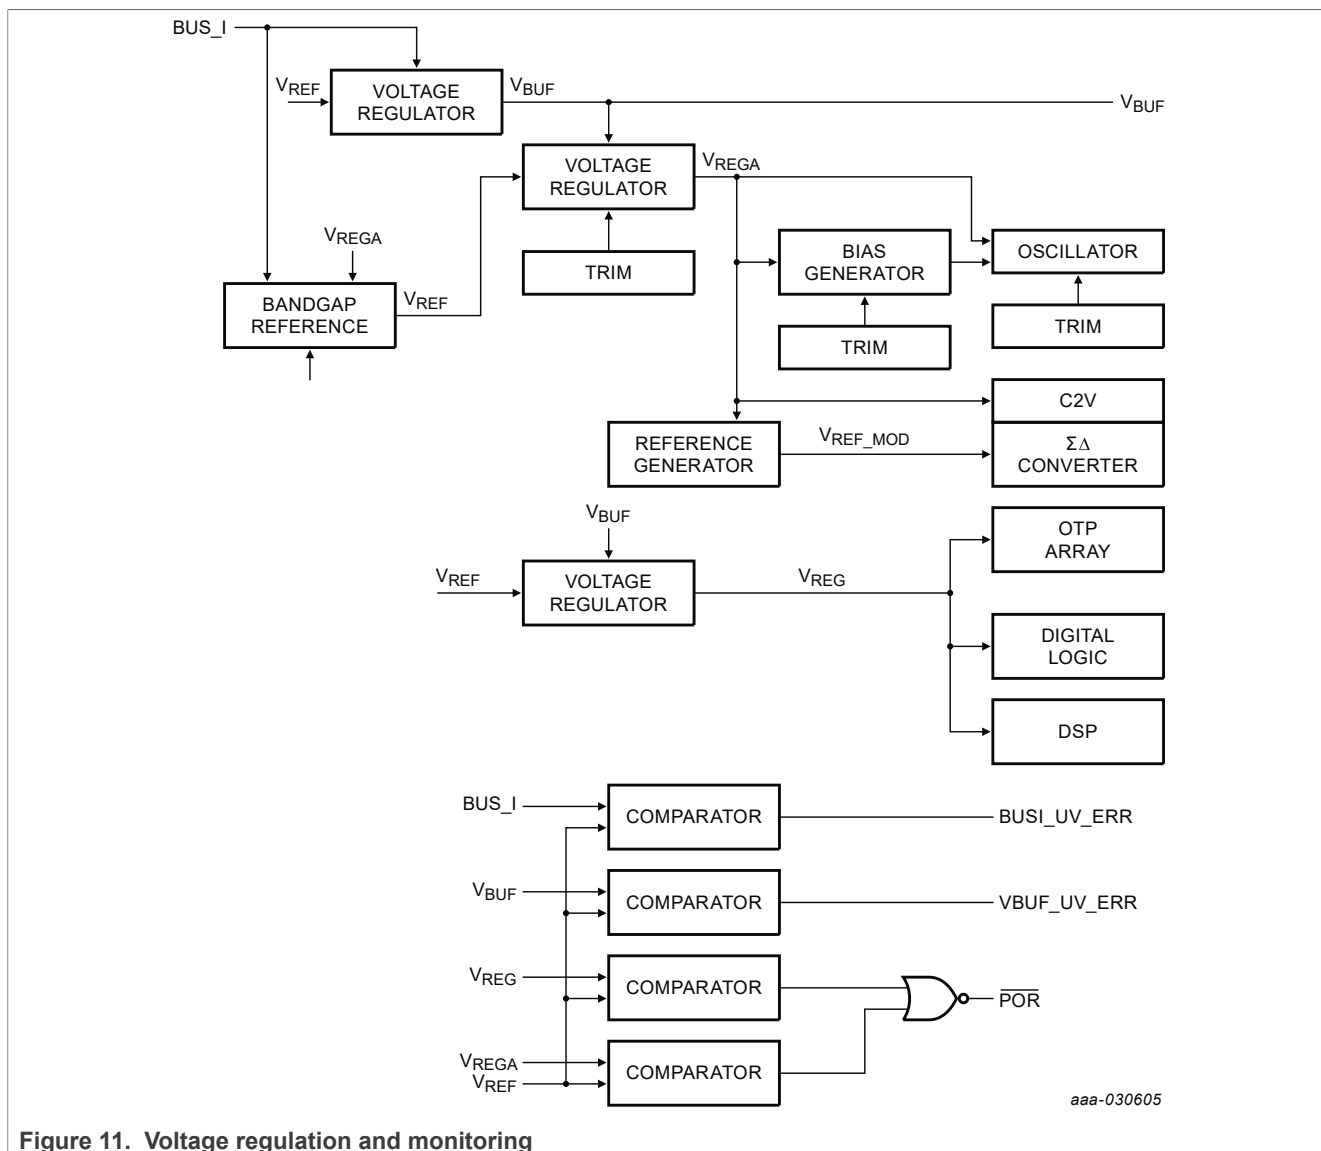 BUS_I
VREF
VOLTAGE
REGULATOR
VBUF
VBUF
VOLTAGE
REGULATOR
VREGA
TRIM
VREGA
BANDGAP
REFERENCE
VREF
BIAS
GENERATOR
OSCILLATOR
TRIM
TRIM
C2V
REFERENCE
GENERATOR
VREF_MOD
ΣΔ
CONVERTER
VBUF
VREF
VOLTAGE
REGULATOR
VREG
OTP
ARRAY
DIGITAL
LOGIC
DSP
BUS_I
COMPARATOR
BUSI_UV_ERR
VBUF
COMPARATOR
VBUF_UV_ERR
VREG
COMPARATOR
POR
VREGA
VREF
COMPARATOR
aaa-030605
Figure 11. Voltage regulation and monitoring